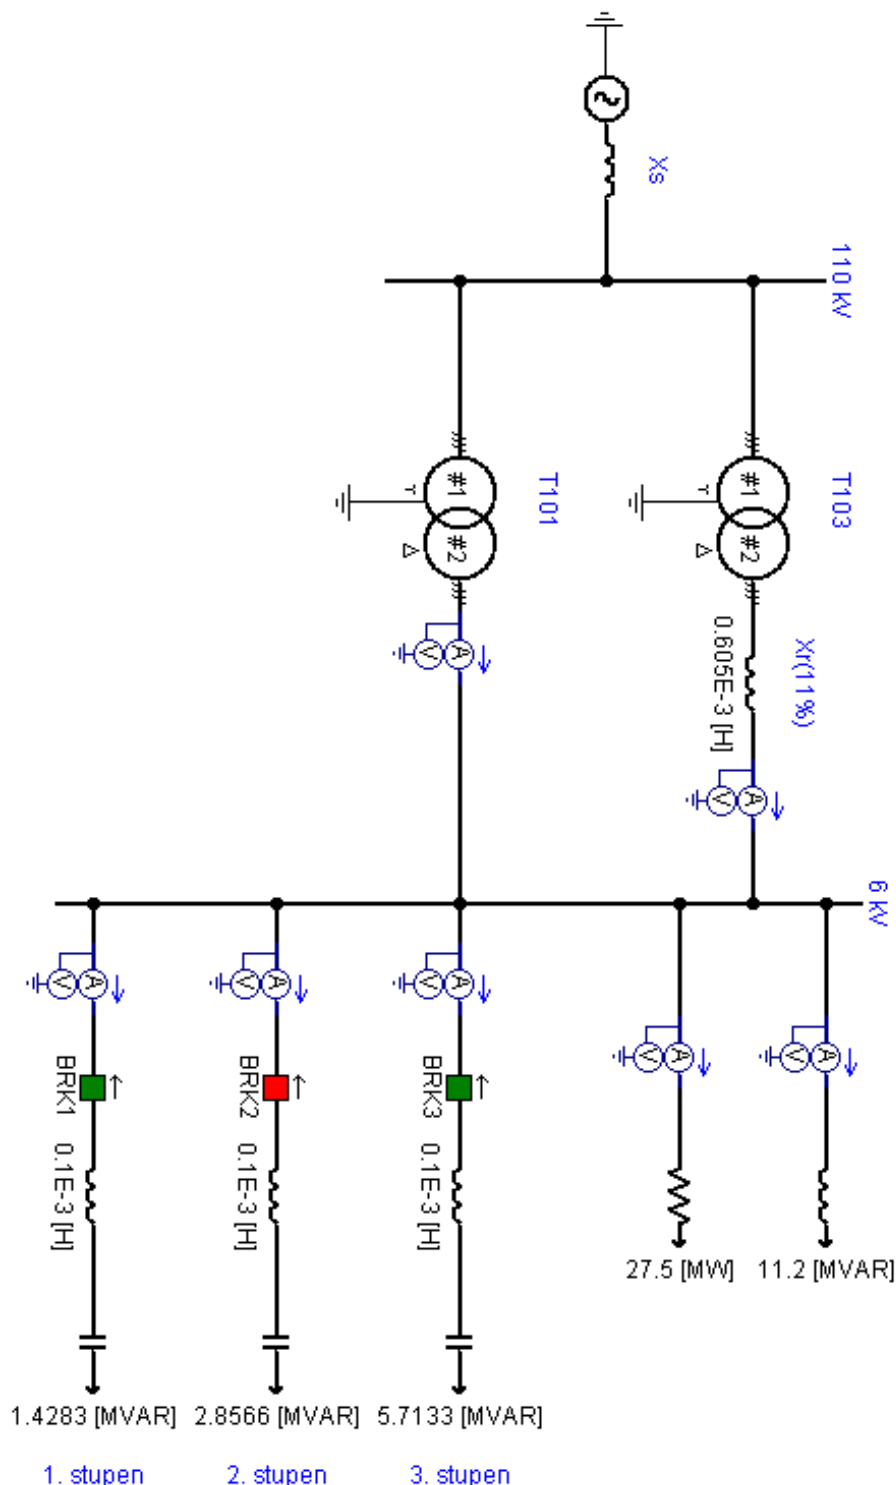 Xs
110 kV
#1
#2
T101
#1
#2
T103
A
V
0.605E-3 [H]
Xr(11%)
A
V
6 kV
A
V
A
V
A
V
A
V
A
V
BRK1
BRK2
BRK3
0.1E-3 [H]
0.1E-3 [H]
0.1E-3 [H]
27.5 [MW]
11.2 [MVAR]
1.4283 [MVAR]
2.8566 [MVAR]
5.7133 [MVAR]
1. stupen
2. stupen
3. stupen